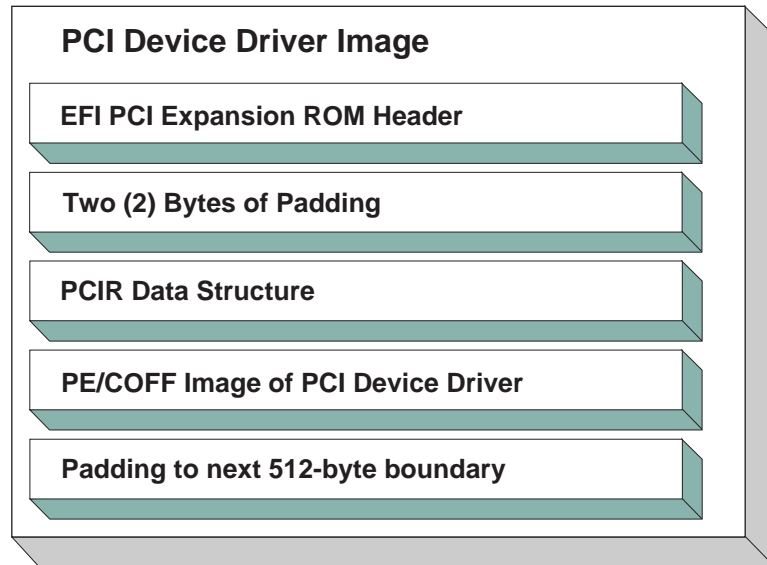 PCI Device Driver Image
EFI PCI Expansion ROM Header
Two (2) Bytes of Padding
PCIR Data Structure
PE/COFF Image of PCI Device Driver
Padding to next 512-byte boundary